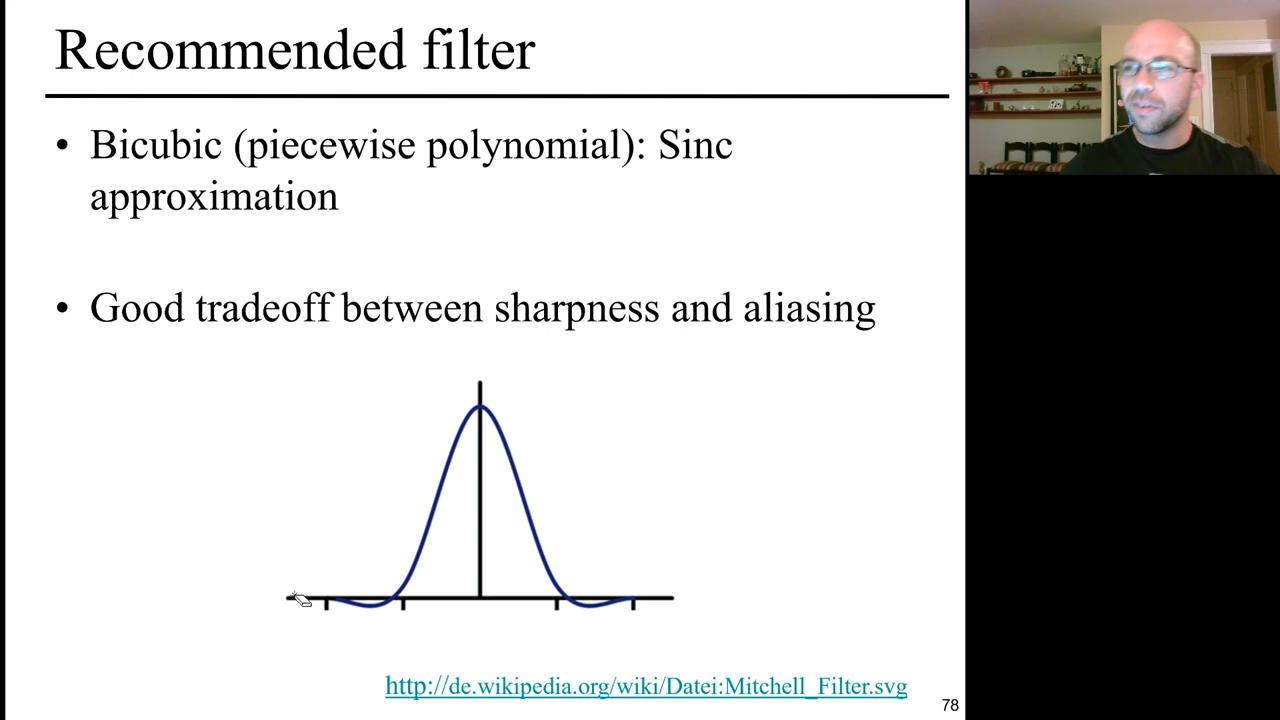 Recommended filter
• Bicubic (piecewise polynomial): Sinc
approximation
• Good tradeoff between sharpness and aliasing
http://de.wikipedia.org/wiki/Datei:Mitchell_Filter.svg
78